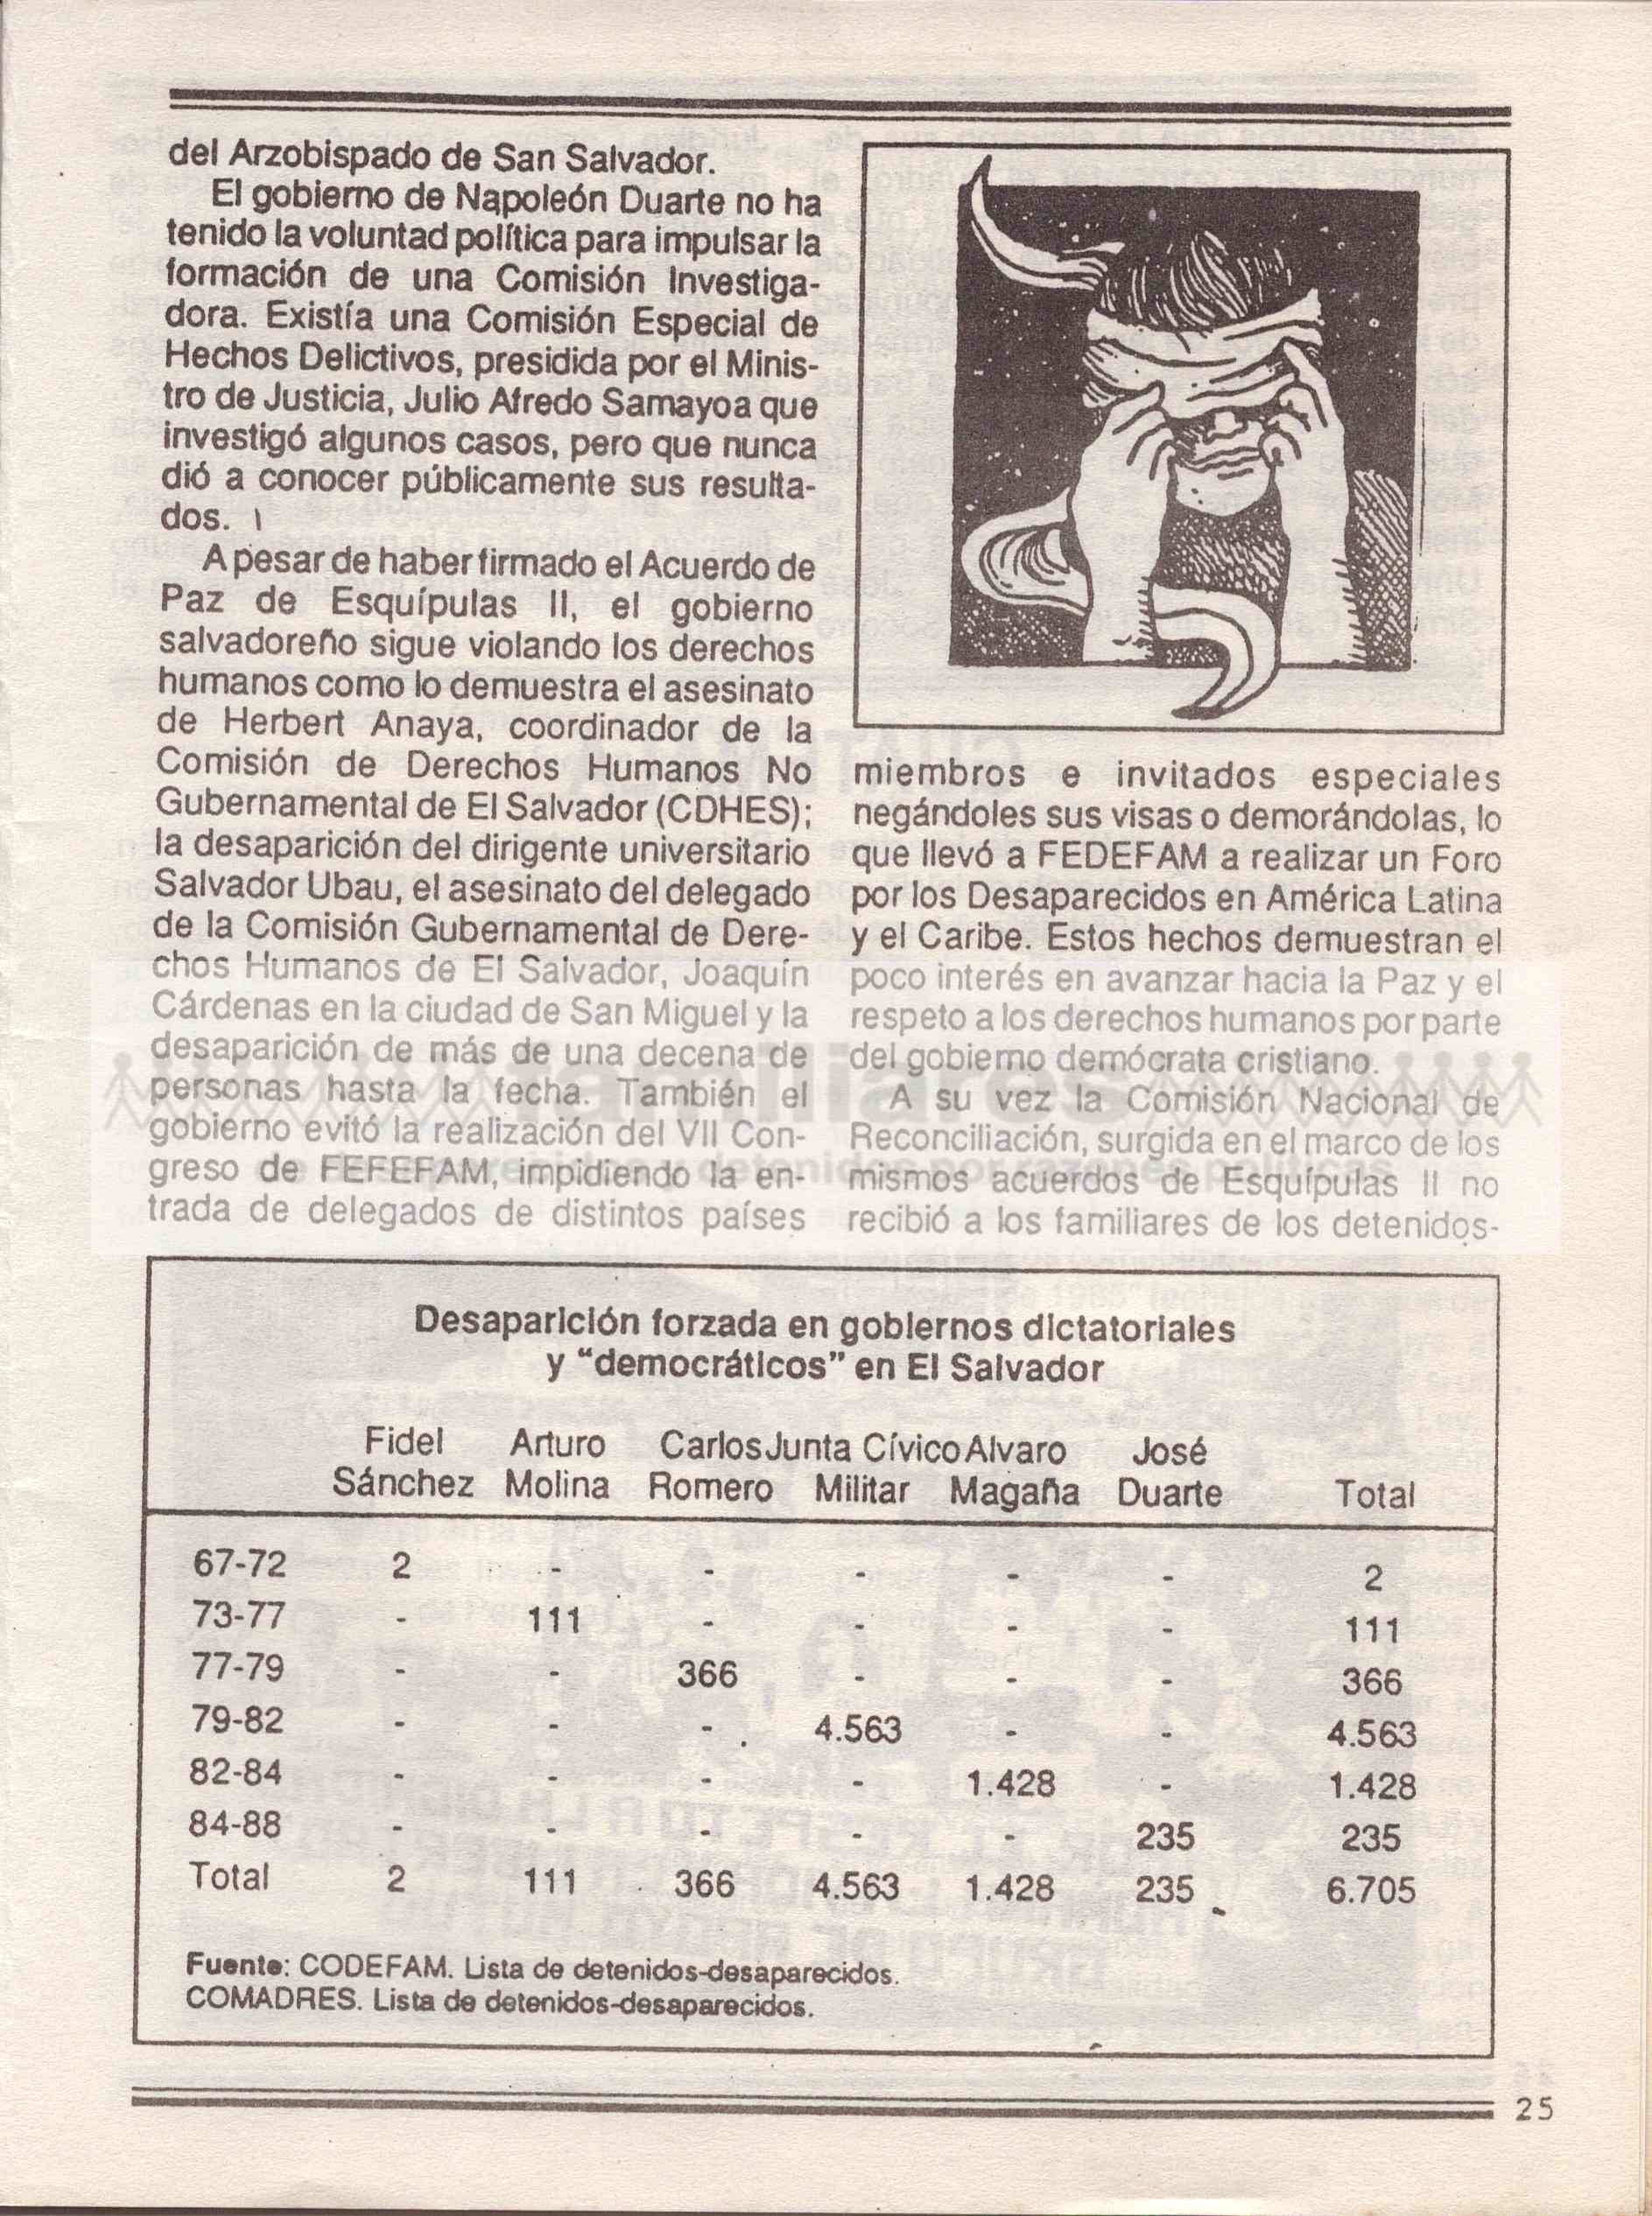 del Arzobispado de San Salvador.
El gobierno de Napoleón Duarte no ha
tenido la voluntad política para impulsar la
formación de una Comisión Investiga-
dora. Existía una Comisión Especial de
Hechos Delictivos, presidida por el Minis-
tro de Justicia, Julio Afredo Samayoa que
investigó algunos casos, pero que nunca
dió a conocer públicamente sus resulta-
dos.
A pesar de haber firmado el Acuerdo de
Paz de Esquípulas II, el gobierno
salvadoreño sigue violando los derechos
humanos como lo demuestra el asesinato
de Herbert Anaya, coordinador de la
Comisión de Derechos Humanos No
Gubernamental de El Salvador (CDHES);
la desaparición del dirigente universitario
Salvador Ubau, el asesinato del delegado
de la Comisión Gubernamental de Dere-
chos Humanos de El Salvador, Joaquín
Cárdenas en la ciudad de San Miguel y la
desaparición de más de una decena de
personas hasta la fecha. También el
gobierno evitó la realización del VII Con-
greso de FEFEFAM, impidiendo la en-
trada de delegados de distintos países
miembros e invitados especiales
negándoles sus visas o demorándolas, lo
que llevó a FEDEFAM a realizar un Foro
por los Desaparecidos en América Latina
y el Caribe. Estos hechos demuestran el
poco interés en avanzar hacia la Paz y el
respeto a los derechos humanos por parte
del gobierno demócrata cristiano.
A su vez la Comisión Nacional de
Reconciliación, surgida en el marco de los
mismos acuerdos de Esquípulas II no
recibió a los familiares de los detenidos-
Desaparición forzada en gobiernos dictatoriales
y "democráticos" en El Salvador
Fidel Arturo Carlos Junta Cívico Alvaro José
Sánchez Molina Romero Militar Magaña Duarte Total
67-72 2 - - - - - 2
73-77 - 111 - - - - 111
77-79 - - 366 - - - 366
79-82 - - - 4.563 - - 4.563
82-84 - - - - 1.428 - 1.428
84-88 - - - - - 235 235
Total 2 111 366 4.563 1.428 235 6.705
Fuente: CODEFAM. Lista de detenidos-desaparecidos.
COMADRES. Lista de detenidos-desaparecidos.
25